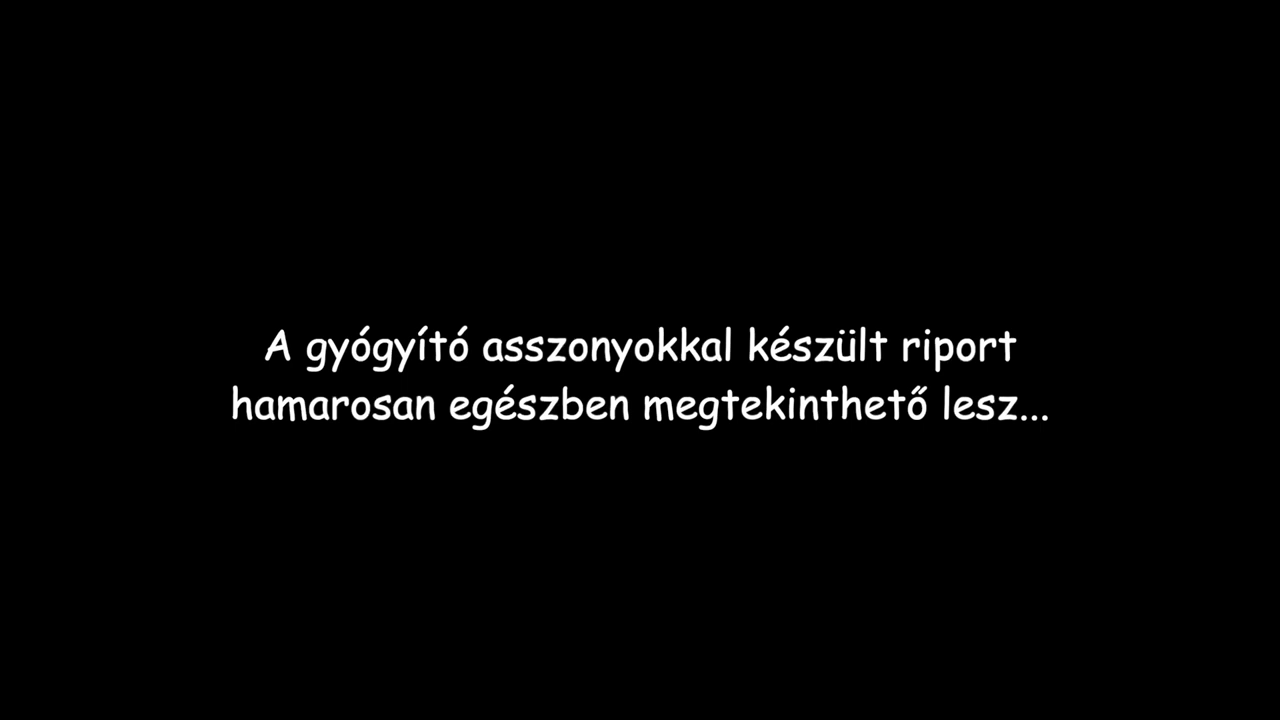 A gyógyító asszonyokkal készült riport
hamarosan egészben megtekinthető lesz...